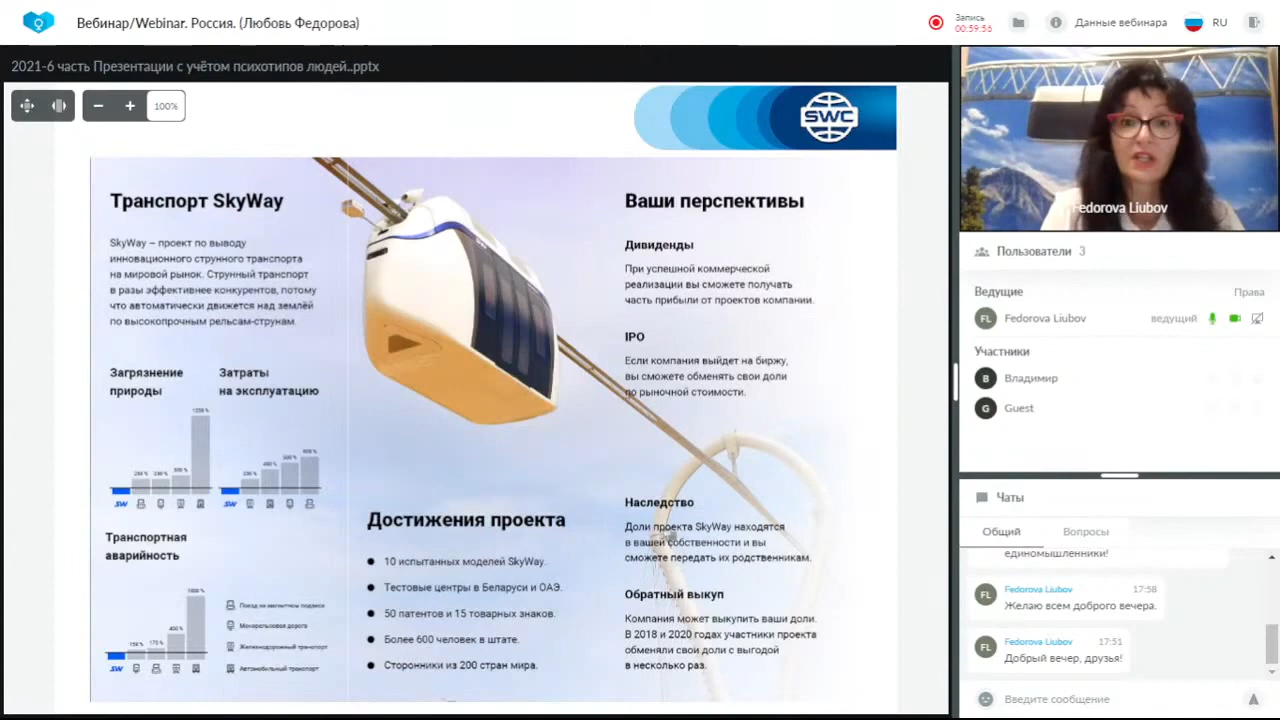 Вебинар/Webinar. Россия. (Любовь Федорова)
Запись
00:59:56
Данные вебинара
RU
2021-6 часть Презентации с учётом психотипов людей..pptx
100%
SWC
Транспорт SkyWay
SkyWay – проект по выводу
инновационного струнного транспорта
на мировой рынок. Струнный транспорт
в разы эффективнее конкурентов, потому
что автоматически движется над землёй
по высокопрочным рельсам-струнам.
Загрязнение
природы
Затраты
на эксплуатацию
SW
SW
Транспортная
аварийность
SW
Поезд на магнитной подвеске
Монорельсовая дорога
Железнодорожный транспорт
Автомобильный транспорт
Достижения проекта
10 испытанных моделей SkyWay.
Тестовые центры в Беларуси и ОАЭ.
50 патентов и 15 товарных знаков.
Более 600 человек в штате.
Сторонники из 200 стран мира.
Ваши перспективы
Дивиденды
При успешной коммерческой
реализации вы сможете получать
часть прибыли от проектов компании.
IPO
Если компания выйдет на биржу,
вы сможете обменять свои доли
по рыночной стоимости.
Наследство
Доли проекта SkyWay находятся
в вашей собственности и вы
сможете передать их родственникам.
Обратный выкуп
Компания может выкупить ваши доли.
В 2018 и 2020 годах участники проекта
обменяли свои доли с выгодой
в несколько раз.
Fedorova Liubov
Пользователи 3
Ведущие
Права
FL Fedorova Liubov ведущий
Участники
В Владимир
G Guest
Чаты
Общий Вопросы
единомышленники!
FL Fedorova Liubov 17:58
Желаю всем доброго вечера.
FL Fedorova Liubov 17:51
Добрый вечер, друзья!
Введите сообщение